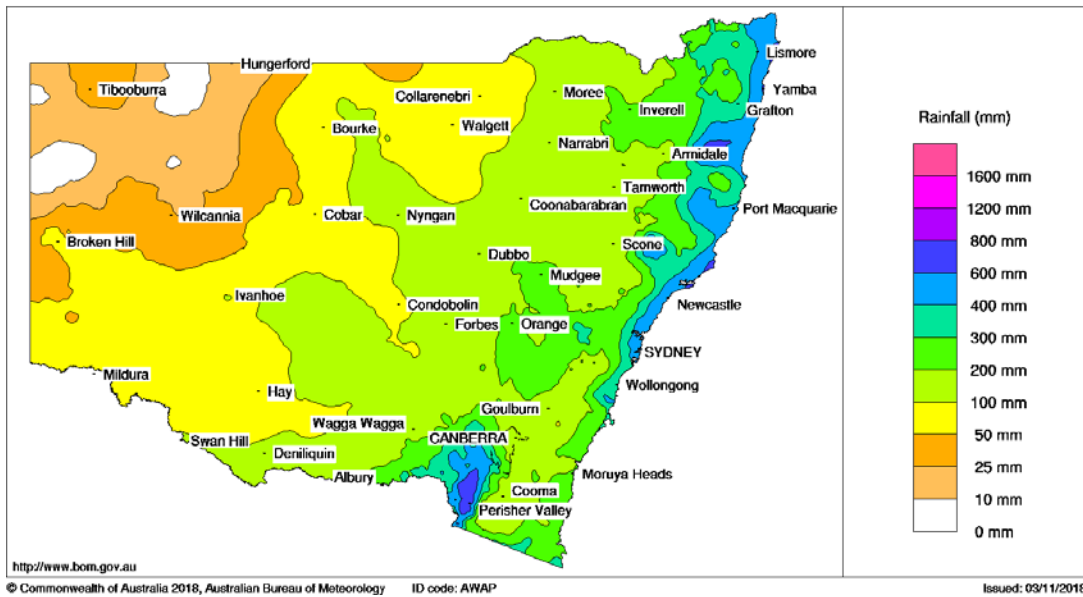 Hungerford
Tibooburra
Collarenebri
Moree
Inverell
Lismore
Yamba
Grafton
Bourke
Walgett
Narrabri
Armidale
Tamworth
Wilcannia
Cobar
Nyngan
Coonabarabran
Port Macquarie
Broken Hill
Scone
Dubbo
Mudgee
Ivanhoe
Condobolin
Newcastle
Forbes
Orange
SYDNEY
Mildura
Hay
Wollongong
Goulburn
Wagga Wagga
CANBERRA
Swan Hill
Deniliquin
Albury
Moruya Heads
Cooma
Perisher Valley
Rainfall (mm)
1600 mm
1200 mm
800 mm
600 mm
400 mm
300 mm
200 mm
100 mm
50 mm
25 mm
10 mm
0 mm
http://www.bom.gov.au
© Commonwealth of Australia 2018, Australian Bureau of Meteorology ID code: AWAP Issued: 03/11/2018